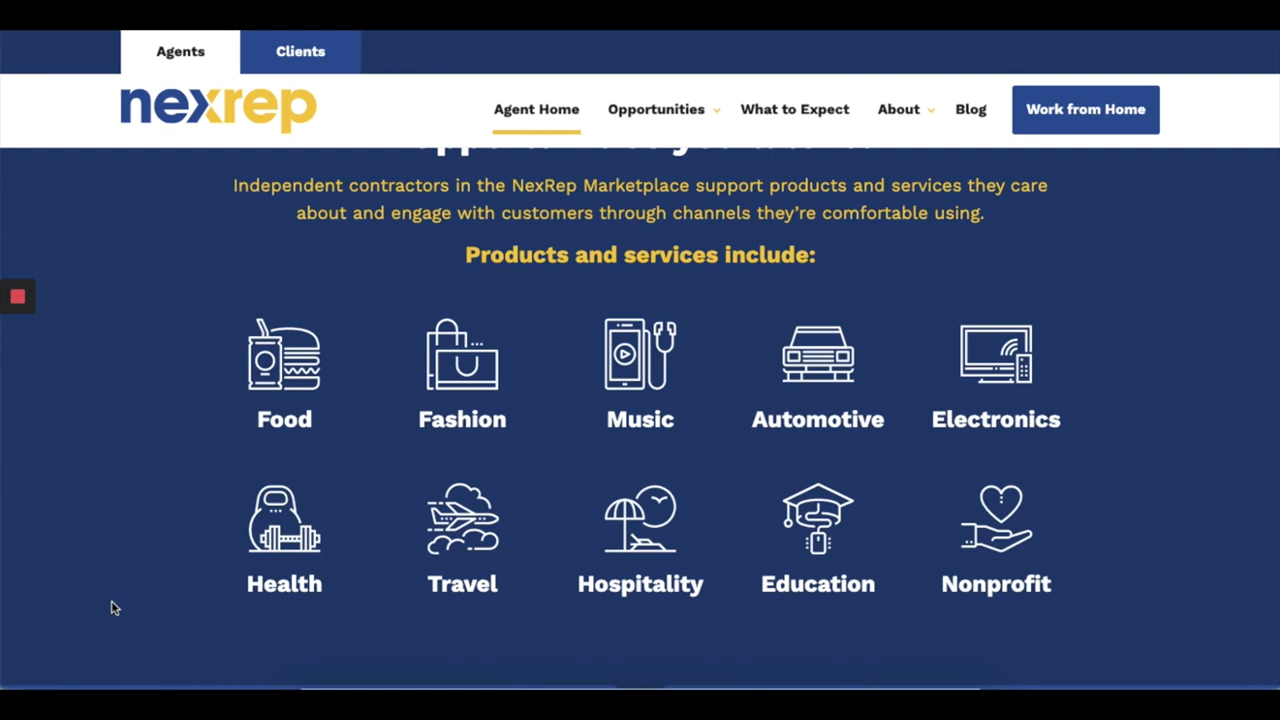 Agents
Clients
nexrep
Agent Home
Opportunities
What to Expect
About
Blog
Work from Home
Independent contractors in the NexRep Marketplace support products and services they care
about and engage with customers through channels they're comfortable using.
Products and services include:
Food
Fashion
Music
Automotive
Electronics
Health
Travel
Hospitality
Education
Nonprofit